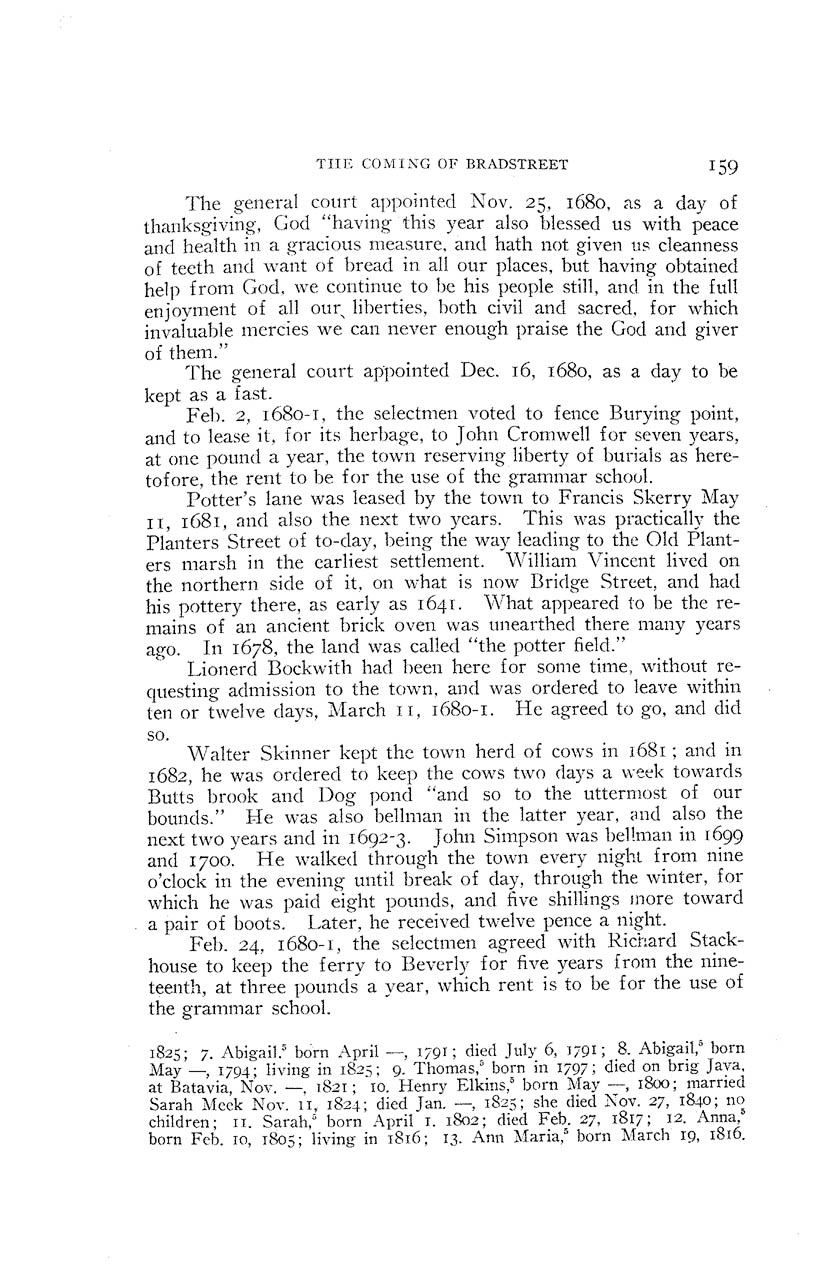 THE COMING OF BRADSTREET 159
The general court appointed Nov. 25, 1680, as a day of
thanksgiving, God "having this year also blessed us with peace
and health in a gracious measure, and hath not given us cleanness
of teeth and want of bread in all our places, but having obtained
help from God, we continue to be his people still, and in the full
enjoyment of all our liberties, both civil and sacred, for which
invaluable mercies we can never enough praise the God and giver
of them."
The general court appointed Dec. 16, 1680, as a day to be
kept as a fast.
Feb. 2, 1680-1, the selectmen voted to fence Burying point,
and to lease it, for its herbage, to John Cromwell for seven years,
at one pound a year, the town reserving liberty of burials as here-
tofore, the rent to be for the use of the grammar school.
Potter's lane was leased by the town to Francis Skerry May
11, 1681, and also the next two years. This was practically the
Planters Street of to-day, being the way leading to the Old Plant-
ers marsh in the earliest settlement. William Vincent lived on
the northern side of it, on what is now Bridge Street, and had
his pottery there, as early as 1641. What appeared to be the re-
mains of an ancient brick oven was unearthed there many years
ago. In 1678, the land was called "the potter field."
Lionerd Bockwith had been here for some time, without re-
questing admission to the town, and was ordered to leave within
ten or twelve days, March 11, 1680-1. He agreed to go, and did
so.
Walter Skinner kept the town herd of cows in 1681; and in
1682, he was ordered to keep the cows two days a week towards
Butts brook and Dog pond "and so to the uttermost of our
bounds." He was also bellman in the latter year, and also the
next two years and in 1692-3. John Simpson was bellman in 1699
and 1700. He walked through the town every night from nine
o'clock in the evening until break of day, through the winter, for
which he was paid eight pounds, and five shillings more toward
a pair of boots. Later, he received twelve pence a night.
Feb. 24, 1680-1, the selectmen agreed with Richard Stack-
house to keep the ferry to Beverly for five years from the nine-
teenth, at three pounds a year, which rent is to be for the use of
the grammar school.
1825; 7. Abigail,⁵ born April —, 1791; died July 6, 1791; 8. Abigail,⁵ born
May —, 1794; living in 1825; 9. Thomas,⁵ born in 1797; died on brig Java,
at Batavia, Nov. —, 1821; 10. Henry Elkins,⁵ born May —, 1800; married
Sarah Meek Nov. 11, 1824; died Jan. —, 1825; she died Nov. 27, 1840; no
children; 11. Sarah,⁵ born April 1, 1802; died Feb. 27, 1817; 12. Anna,⁵
born Feb. 10, 1805; living in 1816; 13. Ann Maria,⁵ born March 19, 1816.